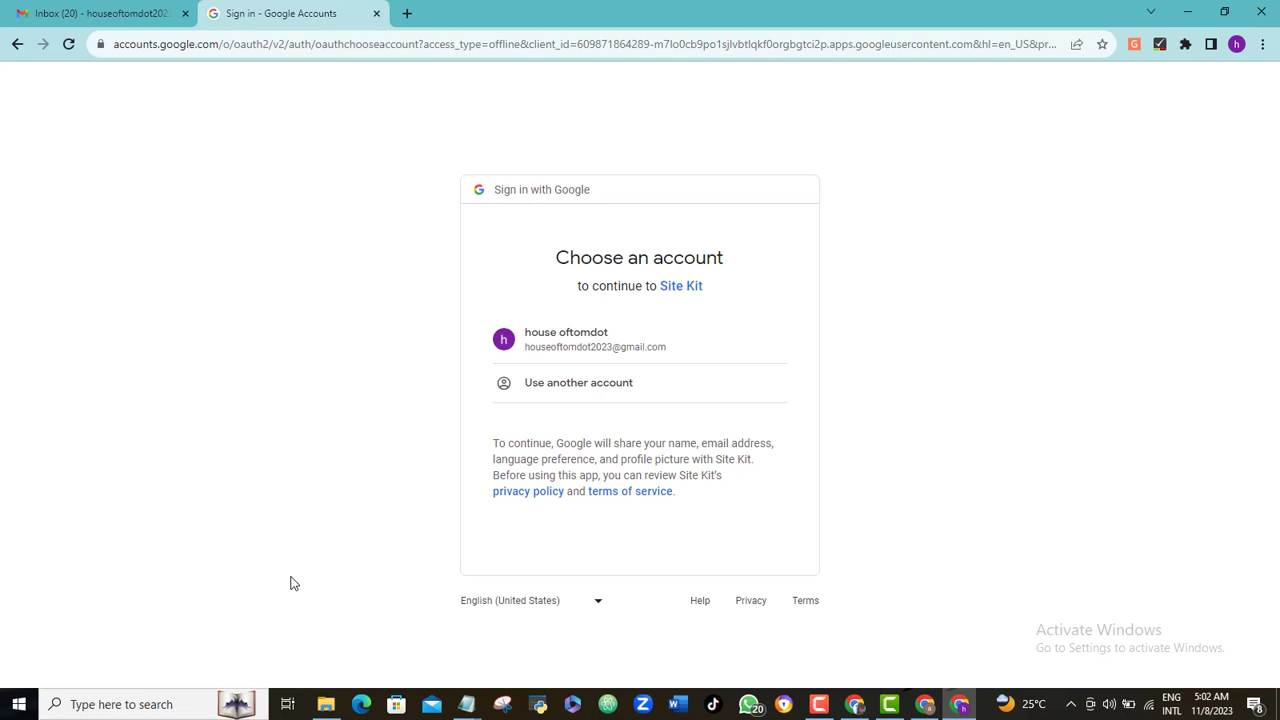 Inbox (20) - houseoftomdot2023
Sign in - Google Accounts
accounts.google.com/o/oauth2/v2/auth/oauthchooseaccount?access_type=offline&client_id=609871864289-m7lo0cb9po1sjlvbtlqkf0orgbgtci2p.apps.googleusercontent.com&hl=en_US&pr...
Sign in with Google
Choose an account
to continue to Site Kit
h
house oftomdot
houseoftomdot2023@gmail.com
Use another account
To continue, Google will share your name, email address,
language preference, and profile picture with Site Kit.
Before using this app, you can review Site Kit's
privacy policy and terms of service.
English (United States)
Help
Privacy
Terms
Activate Windows
Go to Settings to activate Windows.
Type here to search
20
25°C
ENG
INTL
5:02 AM
11/8/2023
8